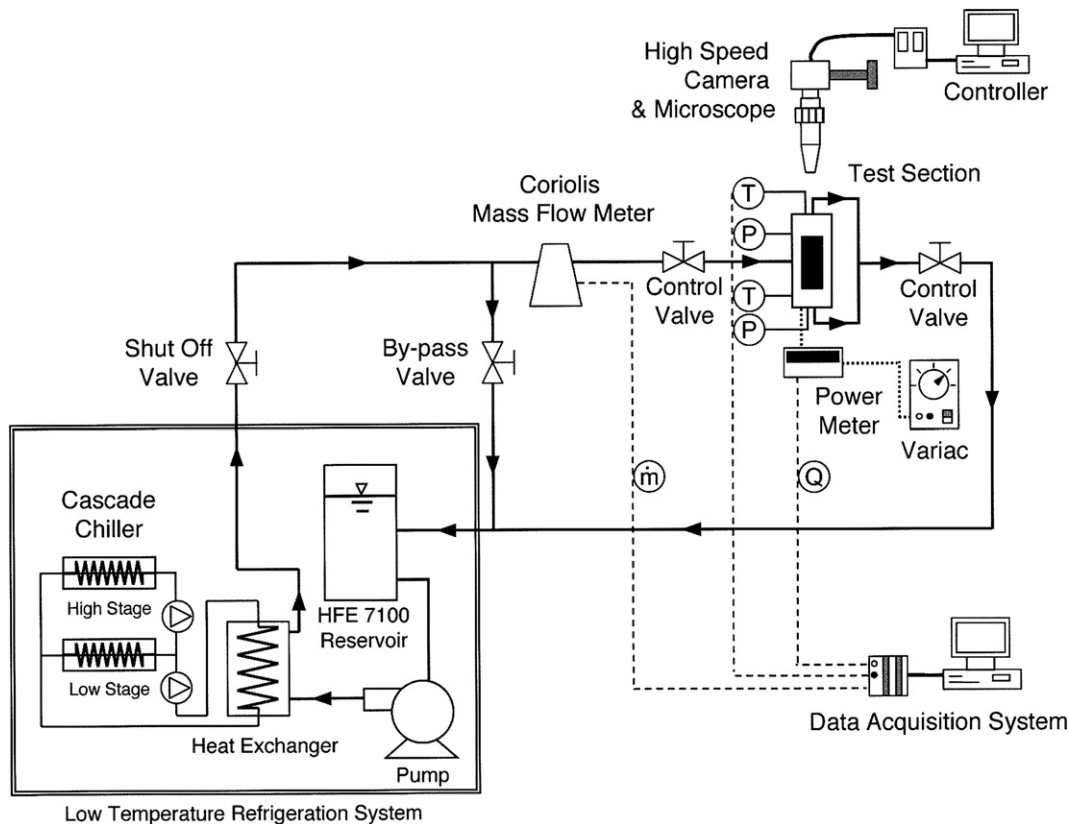 High Speed
Camera
& Microscope
Controller
Test Section
Coriolis
Mass Flow Meter
T
P
T
P
Control
Valve
Control
Valve
Shut Off
Valve
By-pass
Valve
Power
Meter
Variac
ṁ
Q
Cascade
Chiller
High Stage
Low Stage
HFE 7100
Reservoir
Heat Exchanger
Pump
Data Acquisition System
Low Temperature Refrigeration System